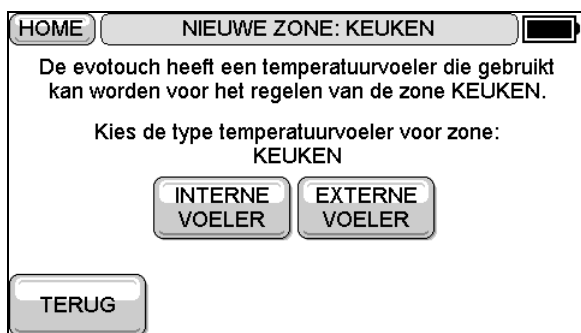 HOME
NIEUWE ZONE: KEUKEN
De evotouch heeft een temperatuurvoeler die gebruikt
kan worden voor het regelen van de zone KEUKEN.
Kies de type temperatuurvoeler voor zone:
KEUKEN
INTERNE
VOELER
EXTERNE
VOELER
TERUG